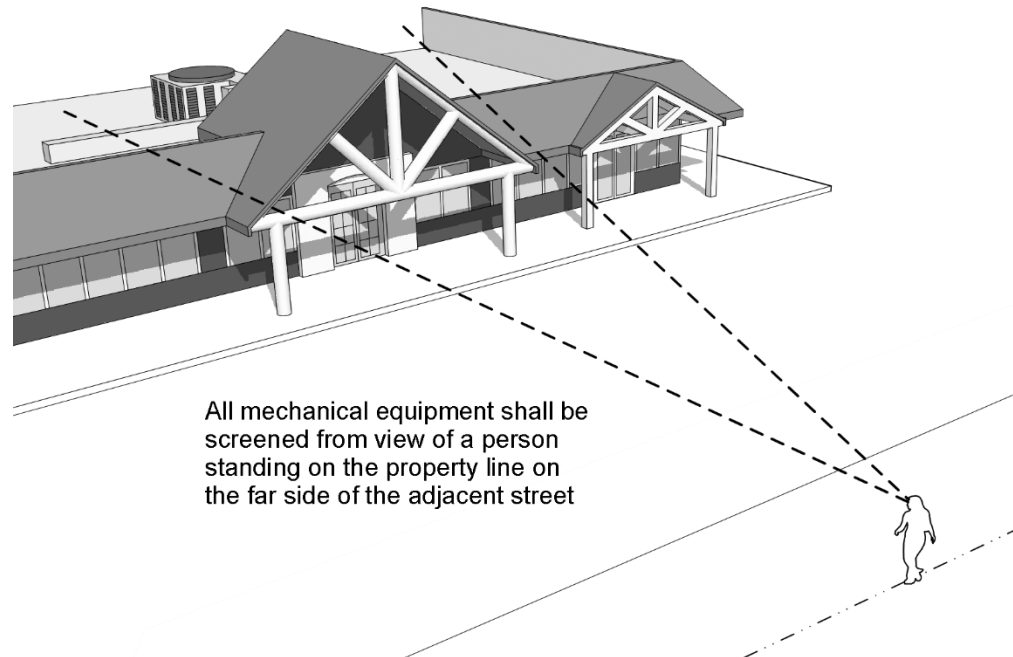 All mechanical equipment shall be
screened from view of a person
standing on the property line on
the far side of the adjacent street